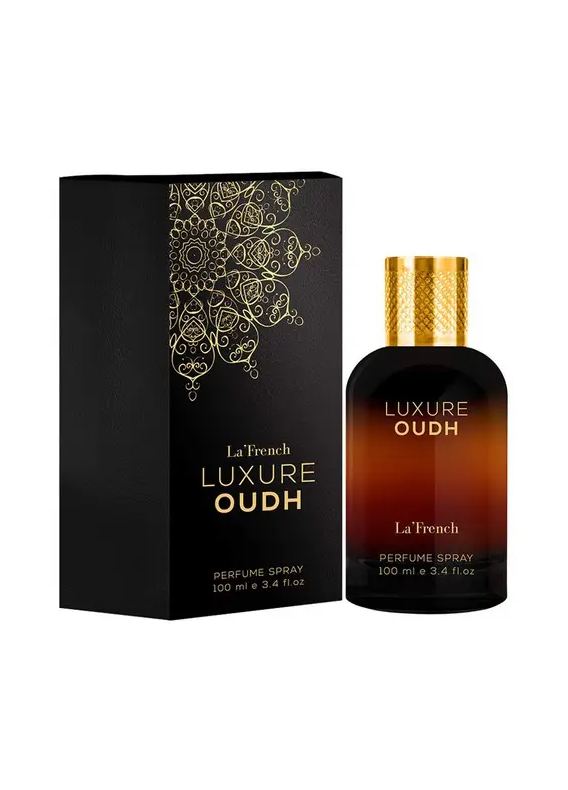 La'French
LUXURE
OUDH
PERFUME SPRAY
100 ml e 3.4 fl.oz
LUXURE
OUDH
La'French
PERFUME SPRAY
100 ml e 3.4 fl.oz